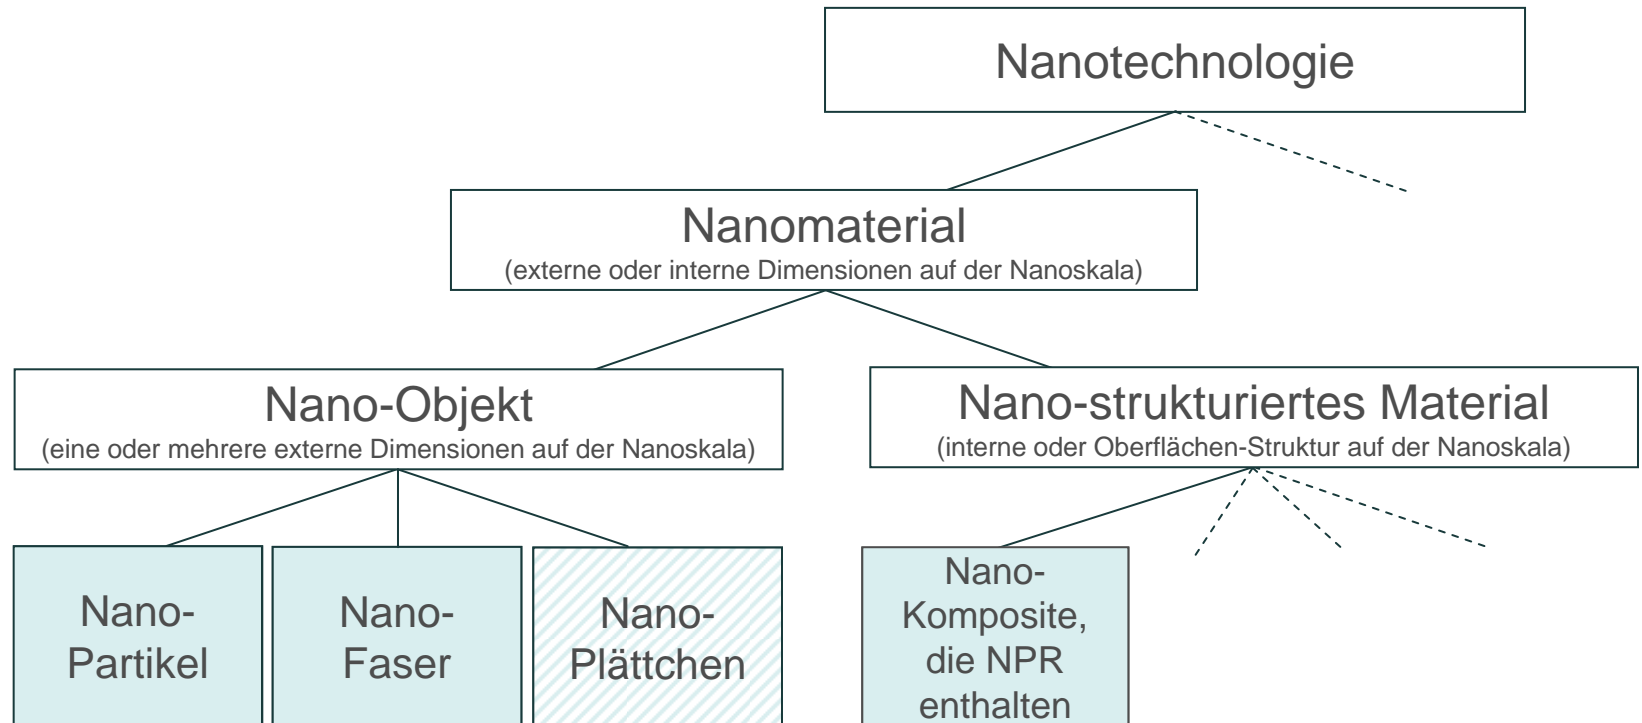 Nanotechnologie
Nanomaterial
(externe oder interne Dimensionen auf der Nanoskala)
Nano-Objekt
(eine oder mehrere externe Dimensionen auf der Nanoskala)
Nano-strukturiertes Material
(interne oder Oberflächen-Struktur auf der Nanoskala)
Nano-
Partikel
Nano-
Faser
Nano-
Plättchen
Nano-
Komposite,
die NPR
enthalten